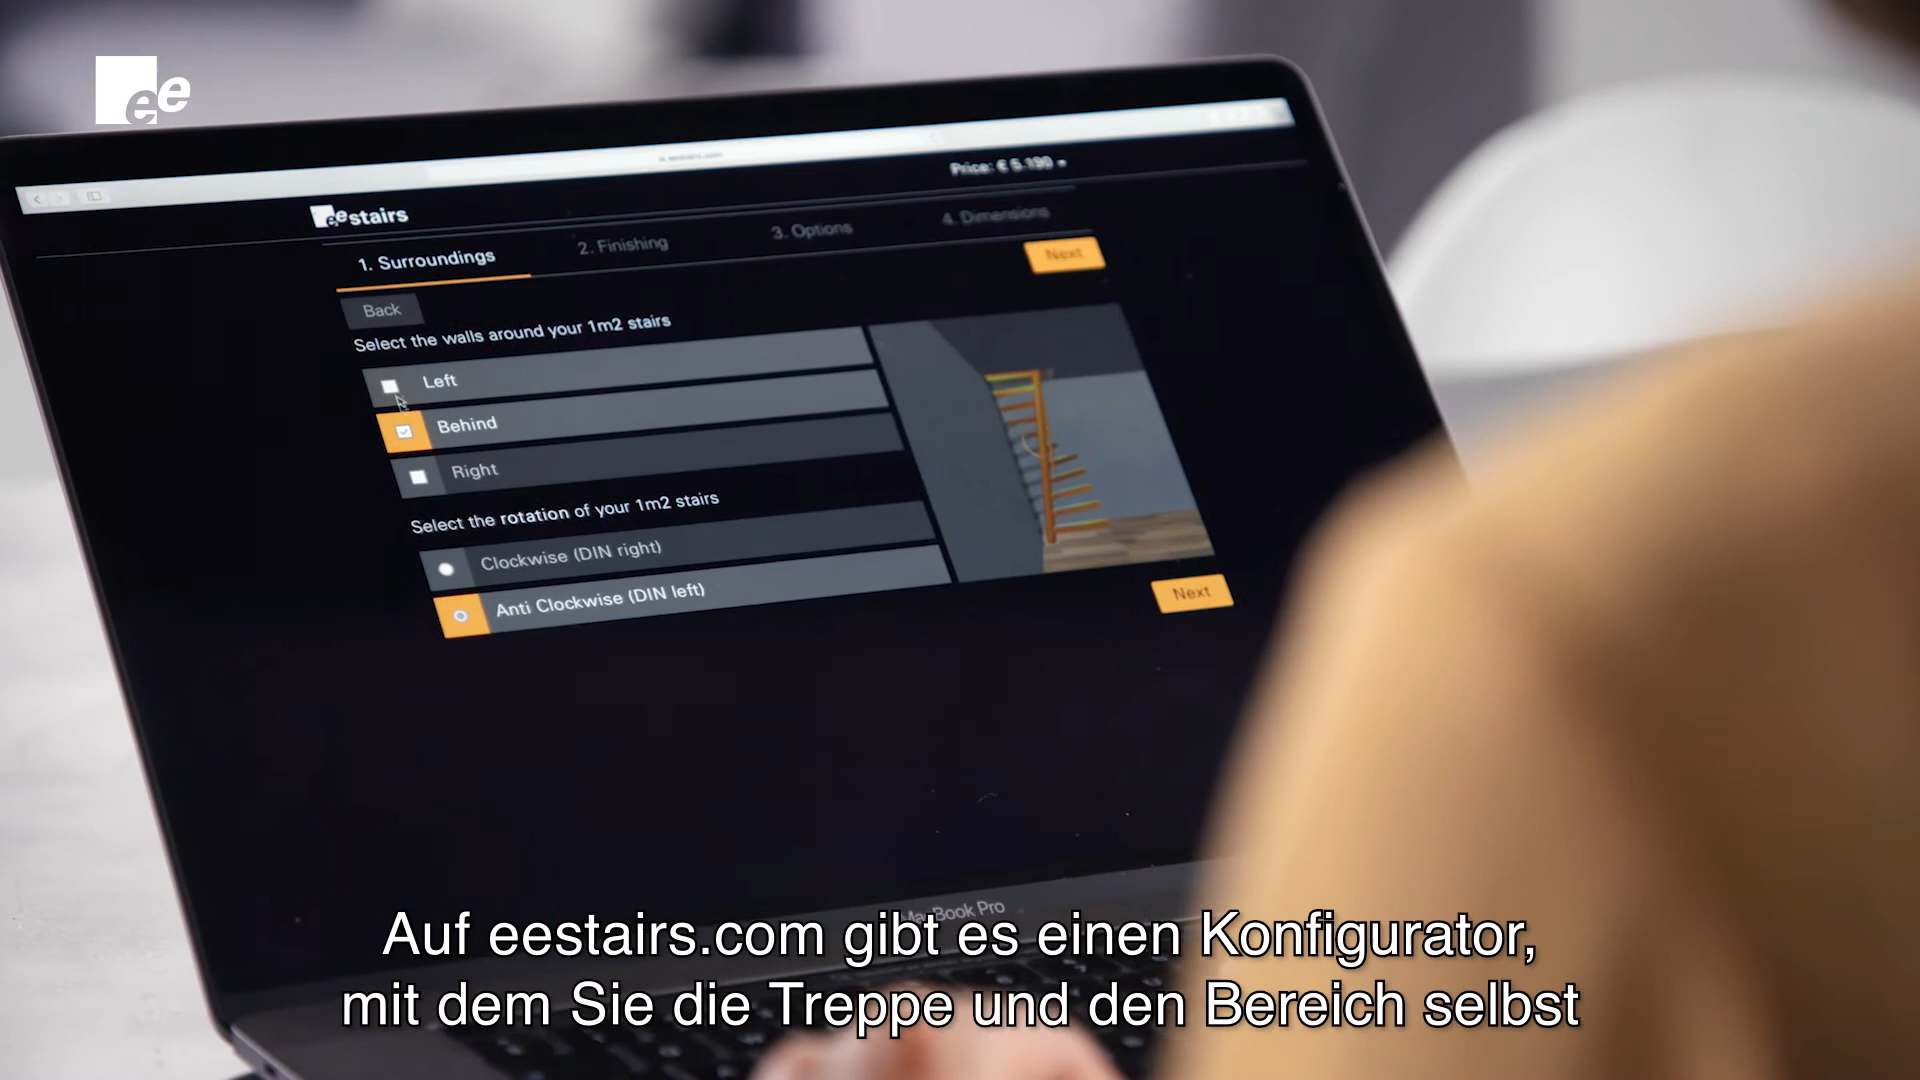 ee
Price: € 5.190
eestairs
1. Surroundings
2. Finishing
3. Options
4. Dimensions
Next
Back
Select the walls around your 1m2 stairs
Left
Behind
Right
Select the rotation of your 1m2 stairs
Clockwise (DIN right)
Anti Clockwise (DIN left)
Next
MacBook Pro
Auf eestairs.com gibt es einen Konfigurator,
mit dem Sie die Treppe und den Bereich selbst